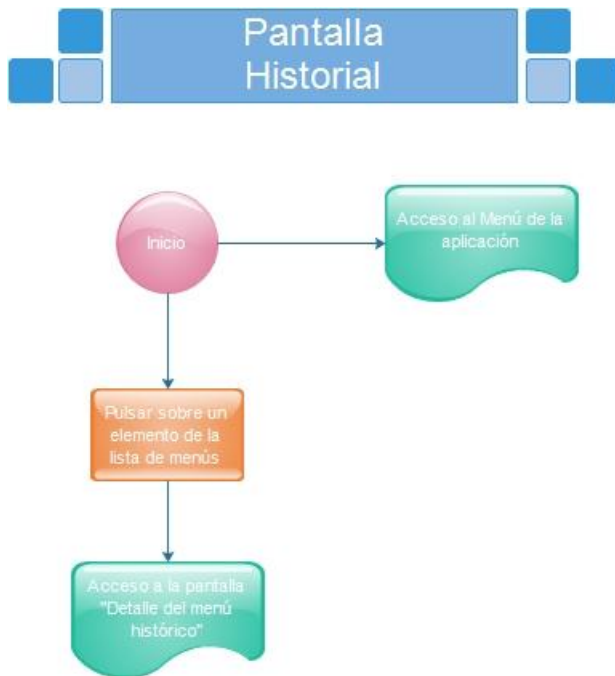 Pantalla
Historial
Inicio
Acceso al Menú de la
aplicación
Pulsar sobre un
elemento de la
lista de menús
Acceso a la pantalla
"Detalle del menú
histórico"